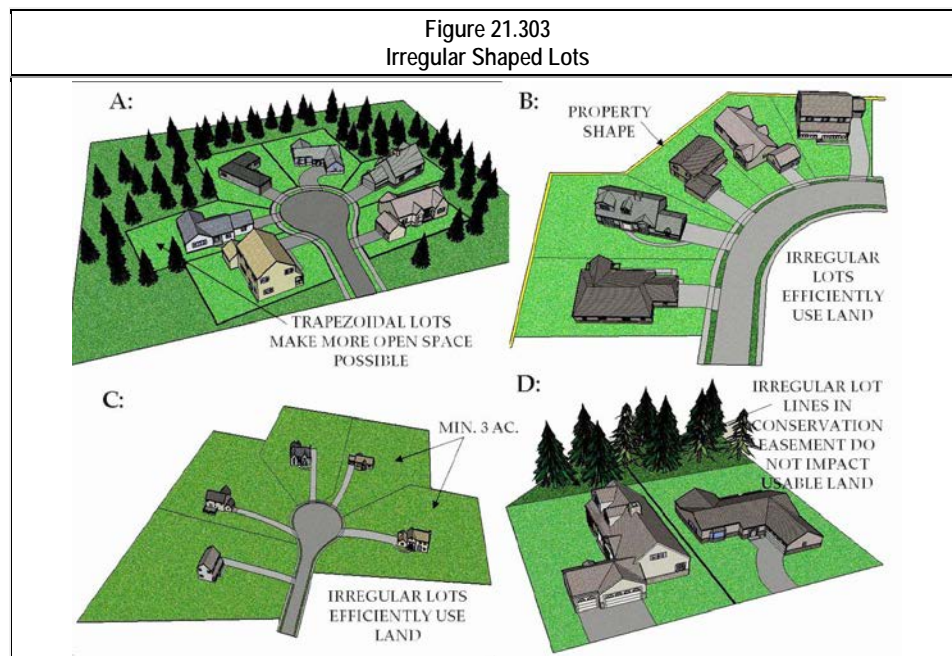 Figure 21.303
Irregular Shaped Lots
A:
TRAPEZOIDAL LOTS
MAKE MORE OPEN SPACE
POSSIBLE
B:
PROPERTY
SHAPE
IRREGULAR
LOTS
EFFICIENTLY
USE LAND
C:
MIN. 3 AC.
IRREGULAR LOTS
EFFICIENTLY USE
LAND
D:
IRREGULAR LOT
LINES IN
CONSERVATION
EASEMENT DO
NOT IMPACT
USABLE LAND